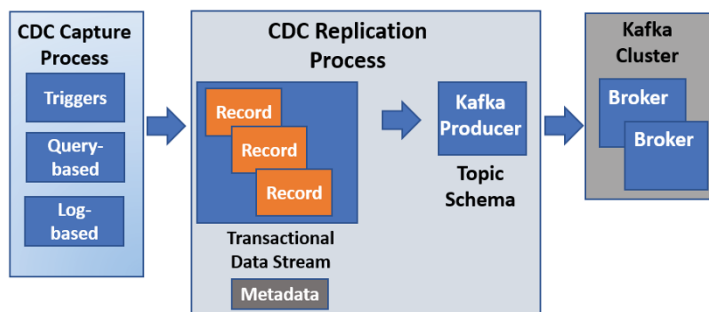 CDC Capture
Process
Triggers
Query-
based
Log-
based
CDC Replication
Process
Record
Record
Record
Transactional
Data Stream
Metadata
Kafka
Producer
Topic
Schema
Kafka
Cluster
Broker
Broker